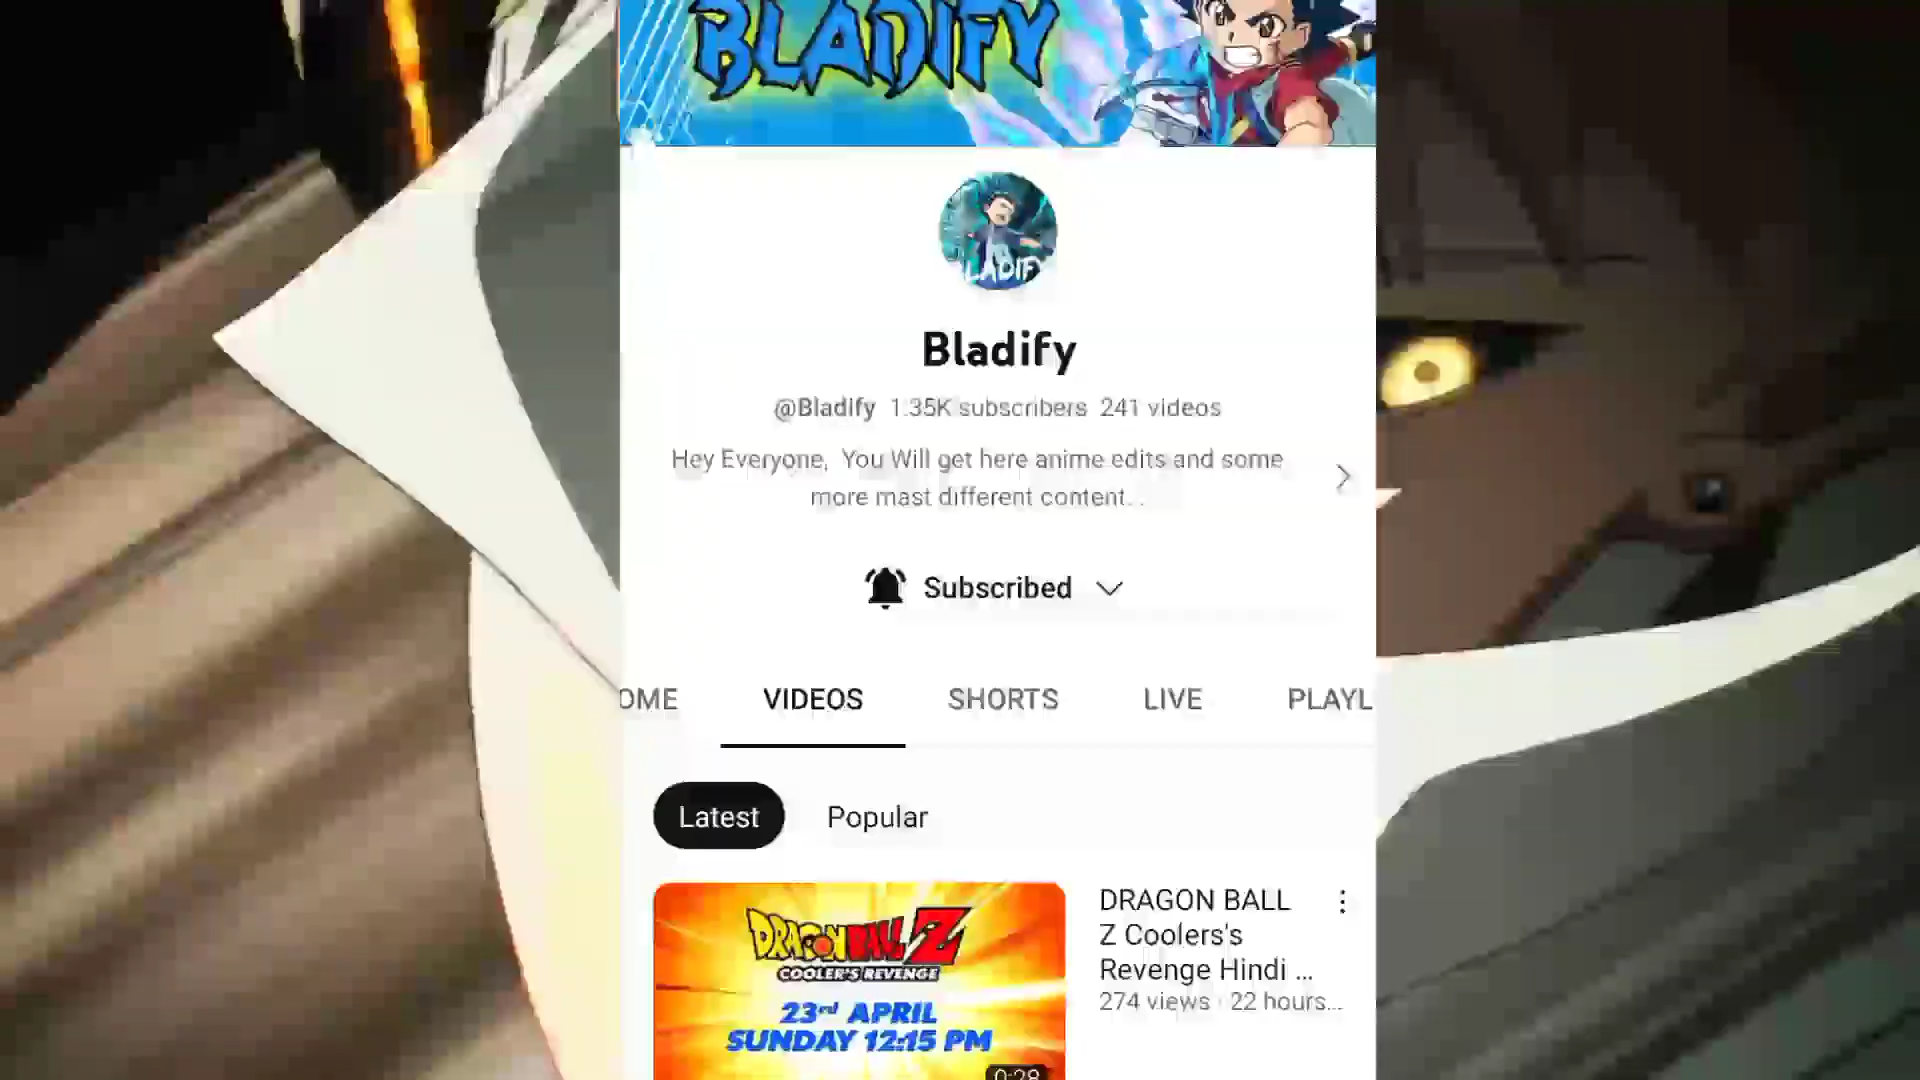 BLADIFY
LADIFY
Bladify
@Bladify 1.35K subscribers 241 videos
Hey Everyone, You Will get here anime edits and some
more mast different content...
Subscribed
OME VIDEOS SHORTS LIVE PLAYL
Latest Popular
DRAGON BALL Z
COOLER'S REVENGE
23rd APRIL
SUNDAY 12:15 PM
0:28
DRAGON BALL
Z Coolers's
Revenge Hindi ...
274 views · 22 hours...